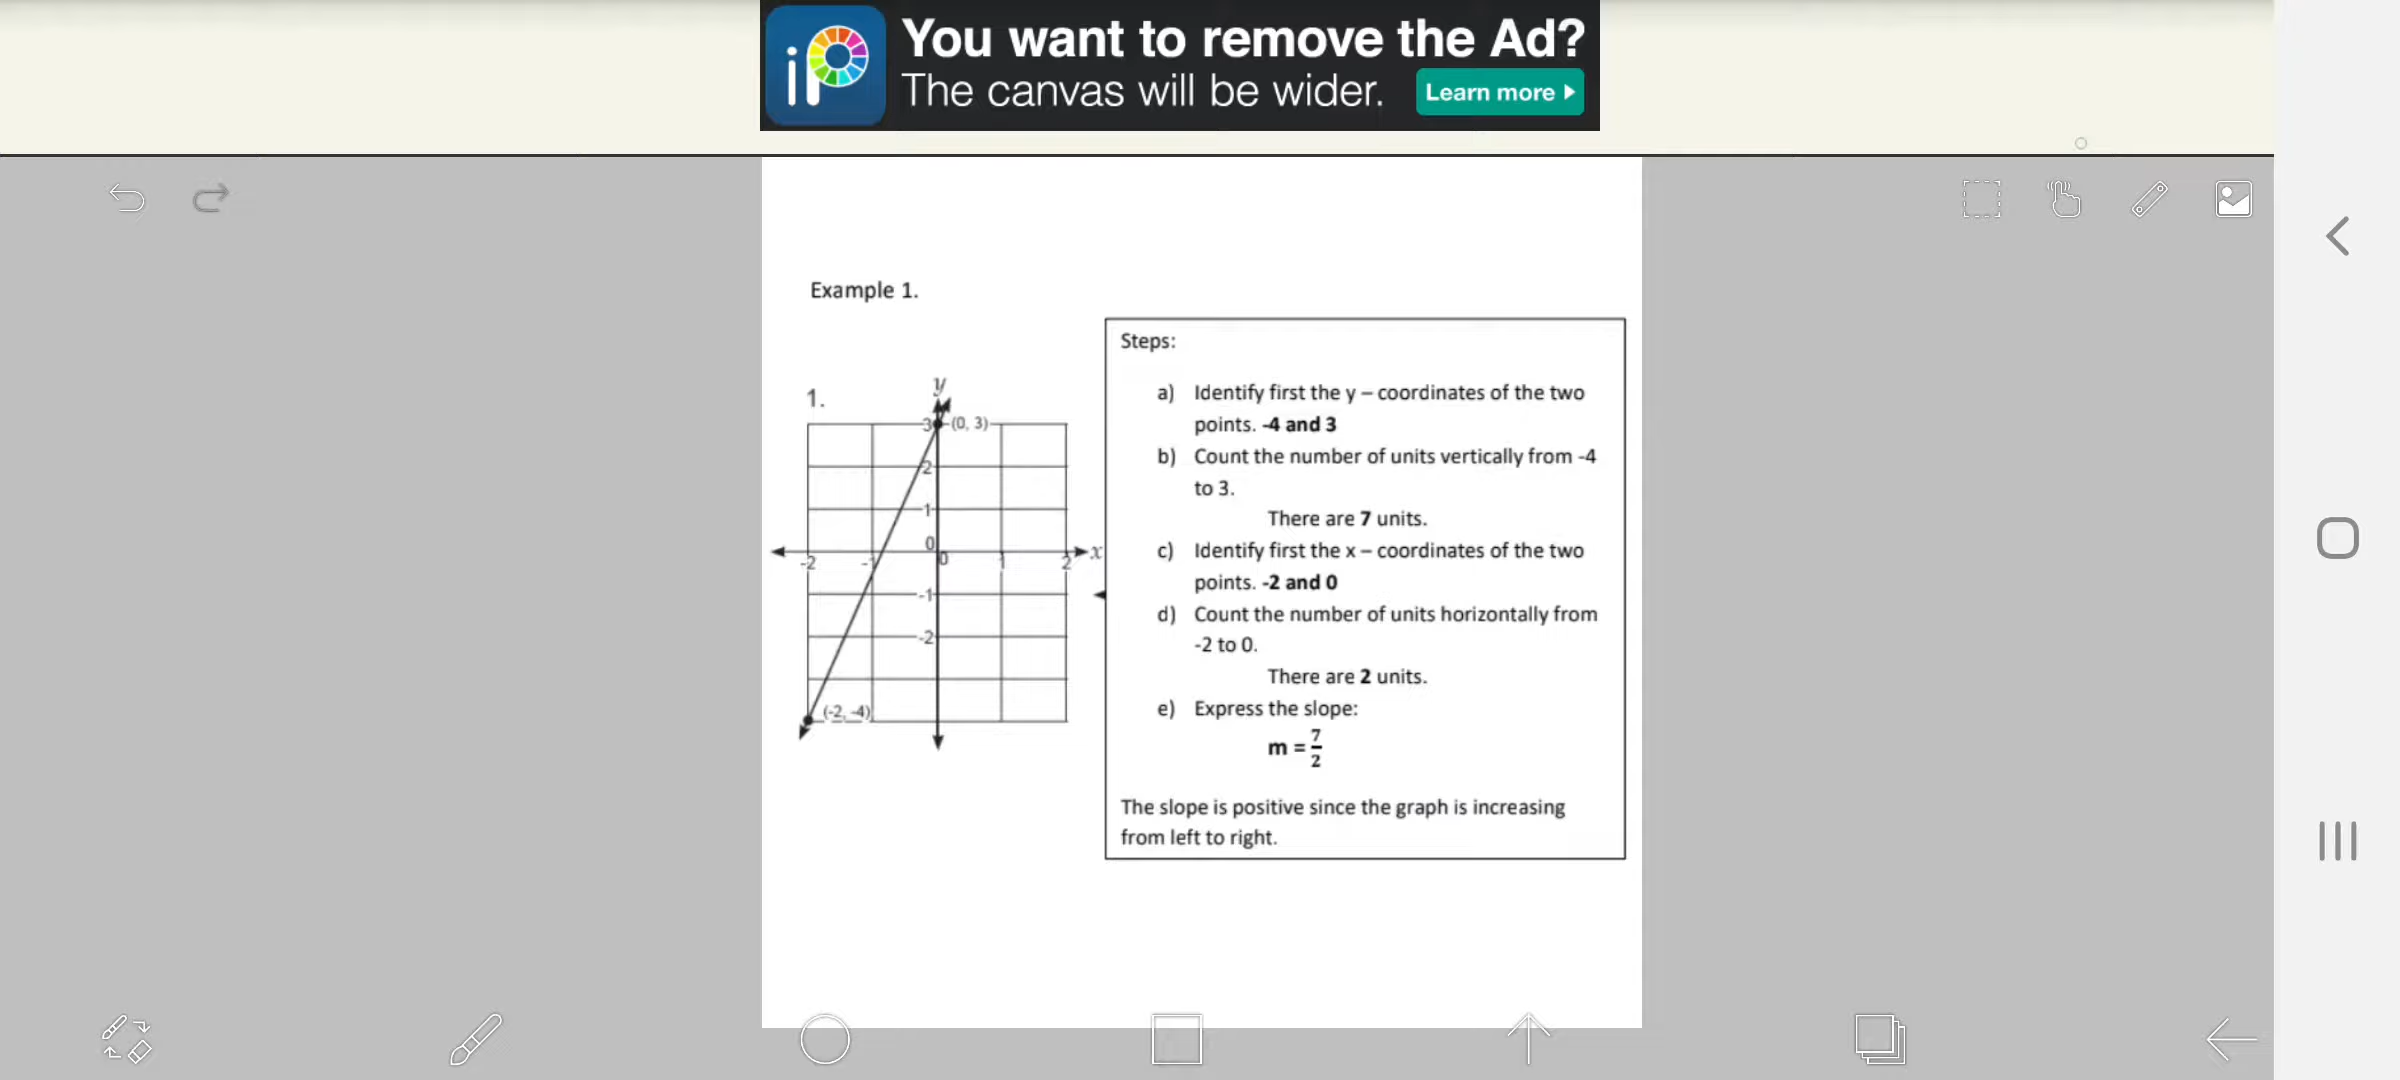 iP
You want to remove the Ad?
The canvas will be wider.
Learn more
Example 1.
1.
y
3
(0, 3)
2
1
0
x
-2
-1
0
1
2
-1
-2
(-2, -4)
Steps:
a) Identify first the y – coordinates of the two
points. -4 and 3
b) Count the number of units vertically from -4
to 3.
There are 7 units.
c) Identify first the x – coordinates of the two
points. -2 and 0
d) Count the number of units horizontally from
-2 to 0.
There are 2 units.
e) Express the slope:
m = 7/2
The slope is positive since the graph is increasing
from left to right.